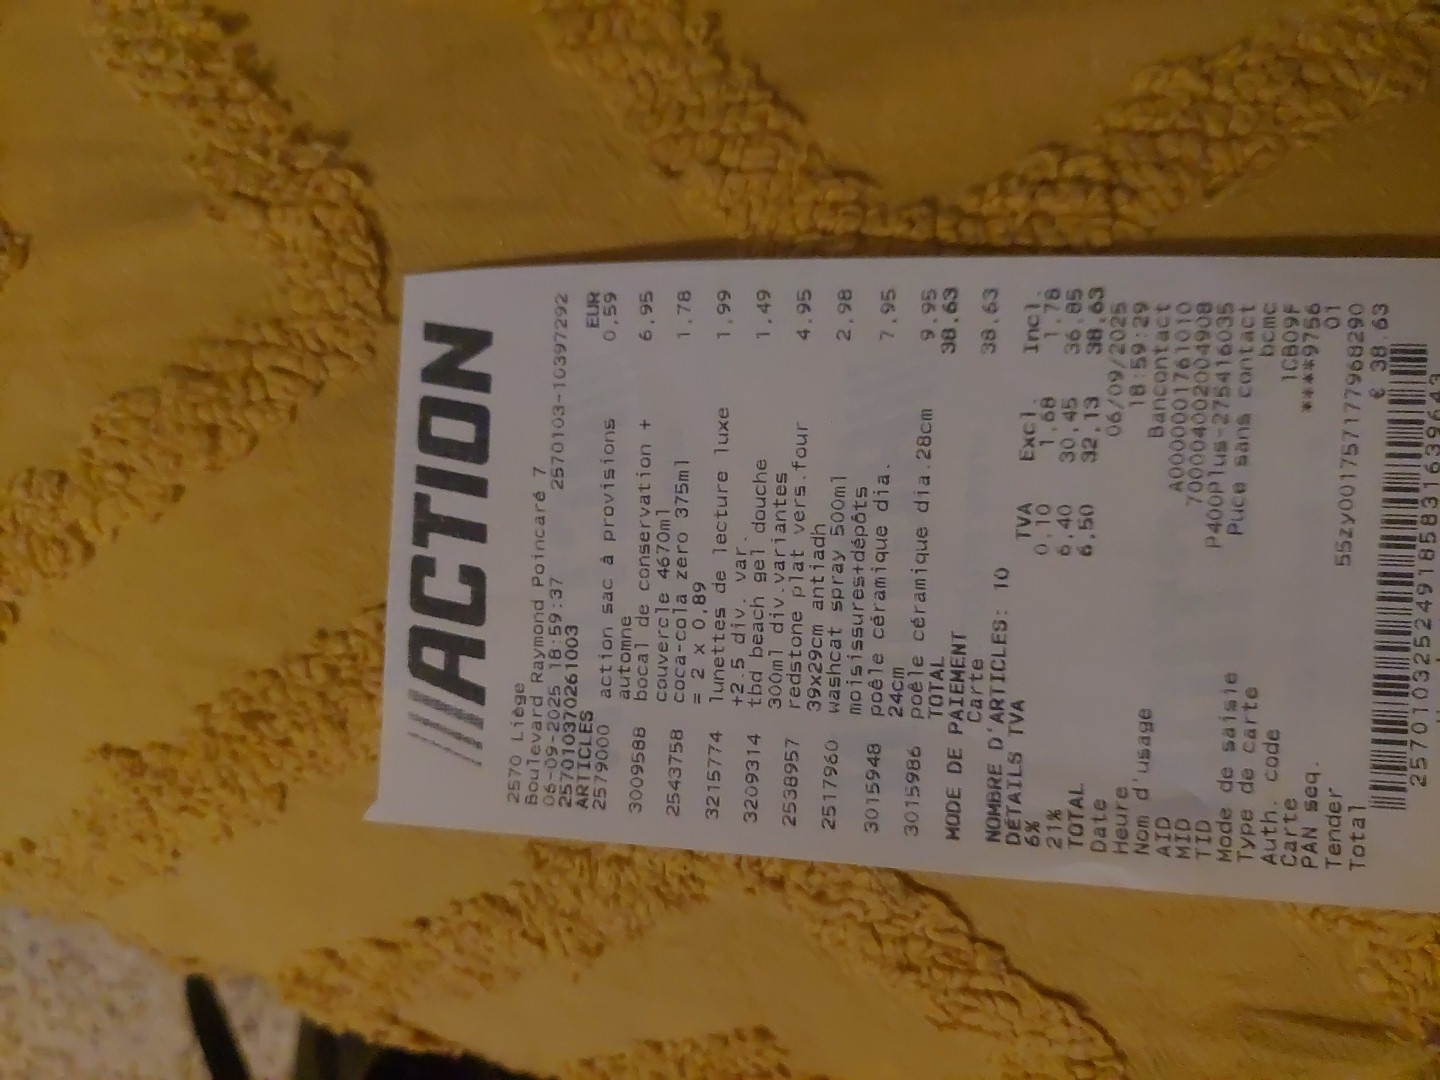 ACTION
2570 Liège
Boulevard Raymond Poincaré 7
06-09-2025 18:59:37 2570103-10397292
2570103702 61003
ARTICLES EUR
2579000 action sac à provisions 0,59
automne
3009588 bocal de conservation + 6,95
couvercle 4670ml
2543758 coca-cola zero 375ml 1,78
= 2 x 0,89
3215774 lunettes de lecture luxe 1,99
+2.5 div. var.
3209314 tbd beach gel douche 1,49
300ml div.variantes
2538957 redstone plat vers.four 4,95
39x29cm antiadh
2517960 washcat spray 500ml 2,98
moisissures+dépôts
3015948 poêle céramique dia. 7,95
24cm
3015986 poêle céramique dia.28cm 9,95
TOTAL 38,63
MODE DE PAIEMENT
Carte 38,63
NOMBRE D'ARTICLES: 10
DÉTAILS TVA TVA Excl. Incl.
6% 0,10 1,68 1,78
21% 6,40 30,45 36,85
TOTAL 6,50 32,13 38,63
Date 06/09/2025
Heure 18:59:29
Nom d'usage Bancontact
AID
MID
TID
Mode de saisie Puce sans contact
Type de carte bcmc
Auth. code 1CB09F
Carte ****9756
PAN seq. 01
Tender 55zy001757177968290
Total € 38.63